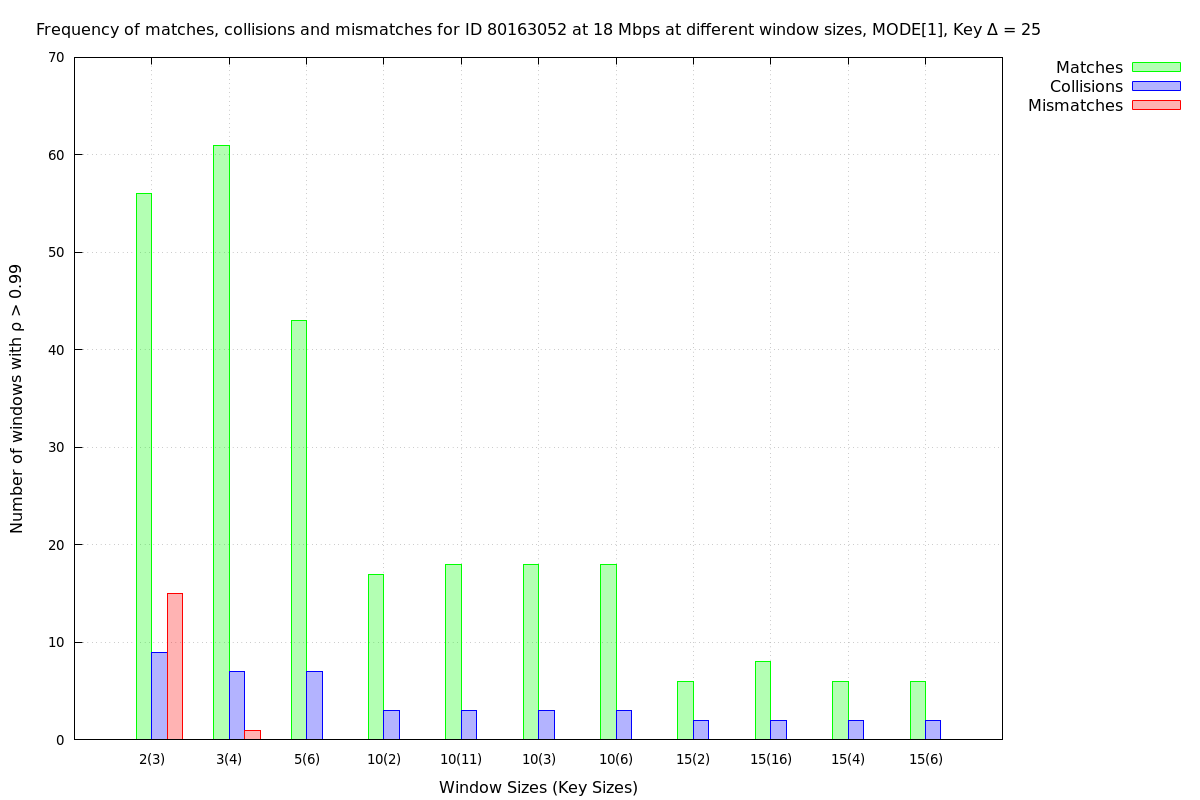 Frequency of matches, collisions and mismatches for ID 80163052 at 18 Mbps at different window sizes, MODE[1], Key Δ = 25
Matches
Collisions
Mismatches
Number of windows with ρ > 0.99
70
60
50
40
30
20
10
0
2(3) 3(4) 5(6) 10(2) 10(11) 10(3) 10(6) 15(2) 15(16) 15(4) 15(6)
Window Sizes (Key Sizes)